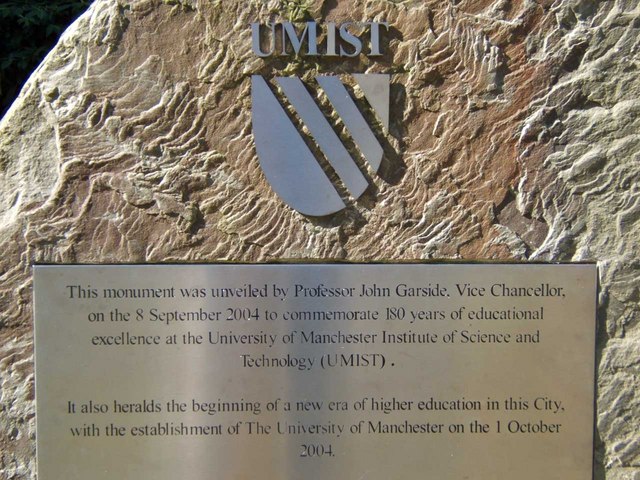 UMIST
This monument was unveiled by Professor John Garside. Vice Chancellor,
on the 8 September 2004 to commemorate 180 years of educational
excellence at the University of Manchester Institute of Science and
Technology (UMIST) .
It also heralds the beginning of a new era of higher education in this City,
with the establishment of The University of Manchester on the 1 October
2004.